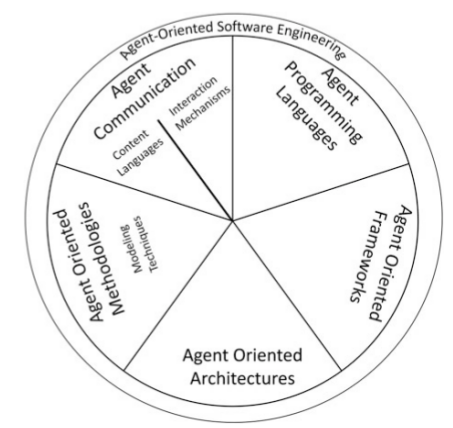 Agent-Oriented Software Engineering
Agent
Communication
Interaction
Mechanisms
Content
Languages
Agent
Programming
Languages
Agent Oriented
Frameworks
Agent Oriented
Architectures
Agent Oriented
Methodologies
Modeling
Techniques